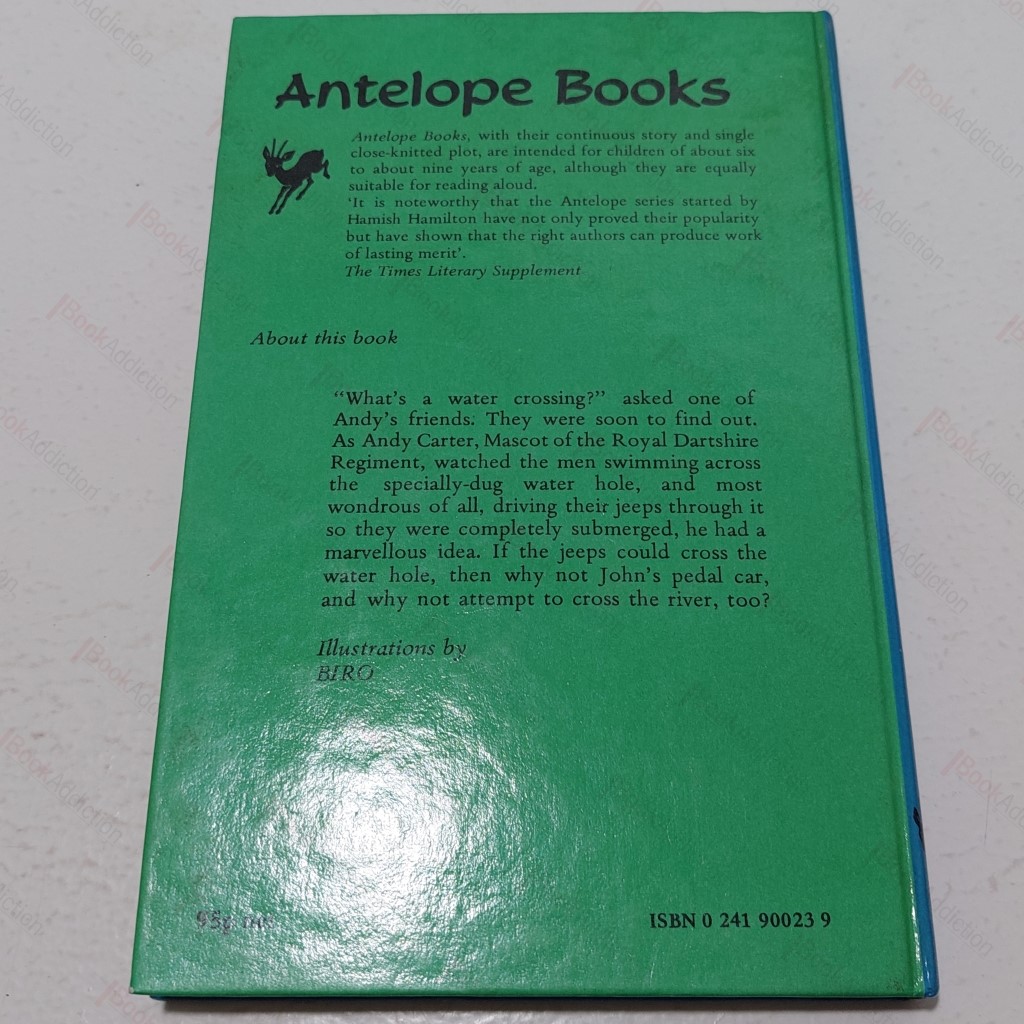 Antelope Books
Antelope Books, with their continuous story and single
close-knitted plot, are intended for children of about six
to about nine years of age, although they are equally
suitable for reading aloud.
'It is noteworthy that the Antelope series started by
Hamish Hamilton have not only proved their popularity
but have shown that the right authors can produce work
of lasting merit'.
The Times Literary Supplement
About this book
"What's a water crossing?" asked one of
Andy's friends. They were soon to find out.
As Andy Carter, Mascot of the Royal Dartshire
Regiment, watched the men swimming across
the specially-dug water hole, and most
wondrous of all, driving their jeeps through it
so they were completely submerged, he had a
marvellous idea. If the jeeps could cross the
water hole, then why not John's pedal car,
and why not attempt to cross the river, too?
Illustrations by
BIRO
95p
ISBN 0 241 90023 9
BookAddiction